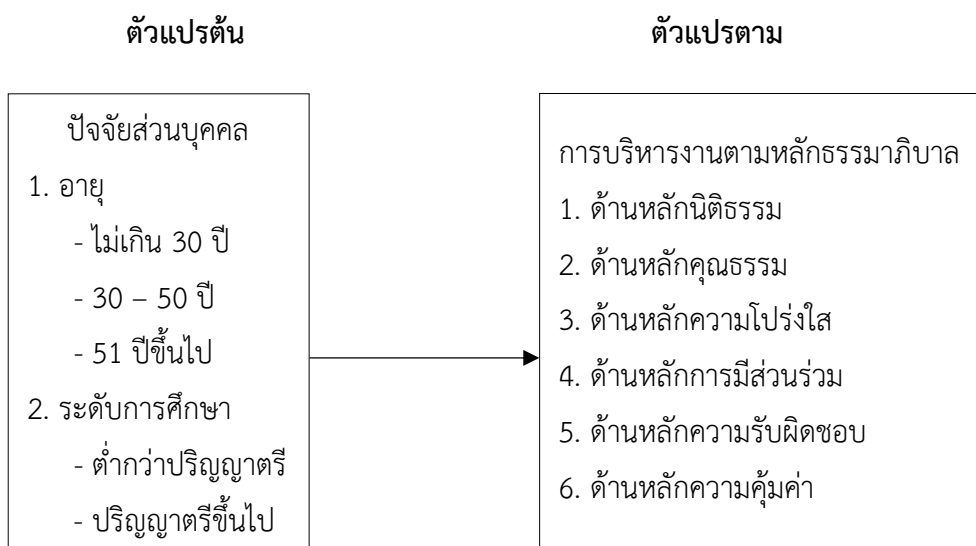 ตัวแปรต้น
ปัจจัยส่วนบุคคล
1. อายุ
- ไม่เกิน 30 ปี
- 30 – 50 ปี
- 51 ปีขึ้นไป
2. ระดับการศึกษา
- ต่ำกว่าปริญญาตรี
- ปริญญาตรีขึ้นไป
ตัวแปรตาม
การบริหารงานตามหลักธรรมาภิบาล
1. ด้านหลักนิติธรรม
2. ด้านหลักคุณธรรม
3. ด้านหลักความโปร่งใส
4. ด้านหลักการมีส่วนร่วม
5. ด้านหลักความรับผิดชอบ
6. ด้านหลักความคุ้มค่า